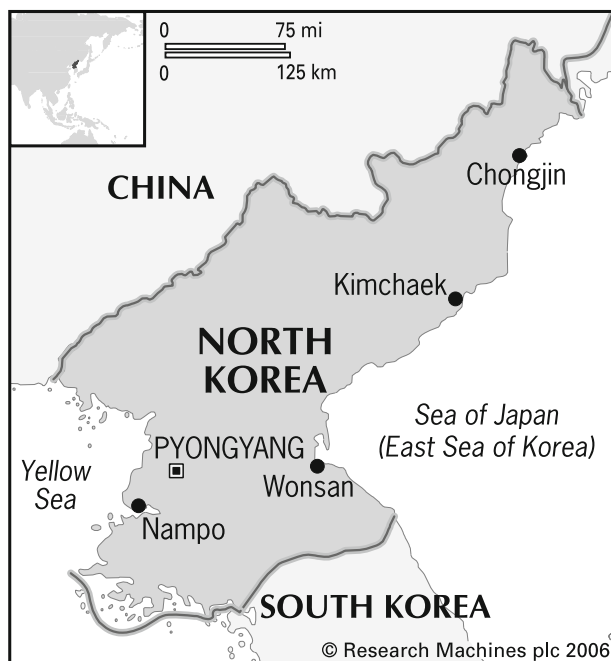 0 75 mi
0 125 km
CHINA
Chongjin
Kimchaek
NORTH
KOREA
Sea of Japan
(East Sea of Korea)
PYONGYANG
Yellow
Sea
Wonsan
Nampo
SOUTH KOREA
© Research Machines plc 2006